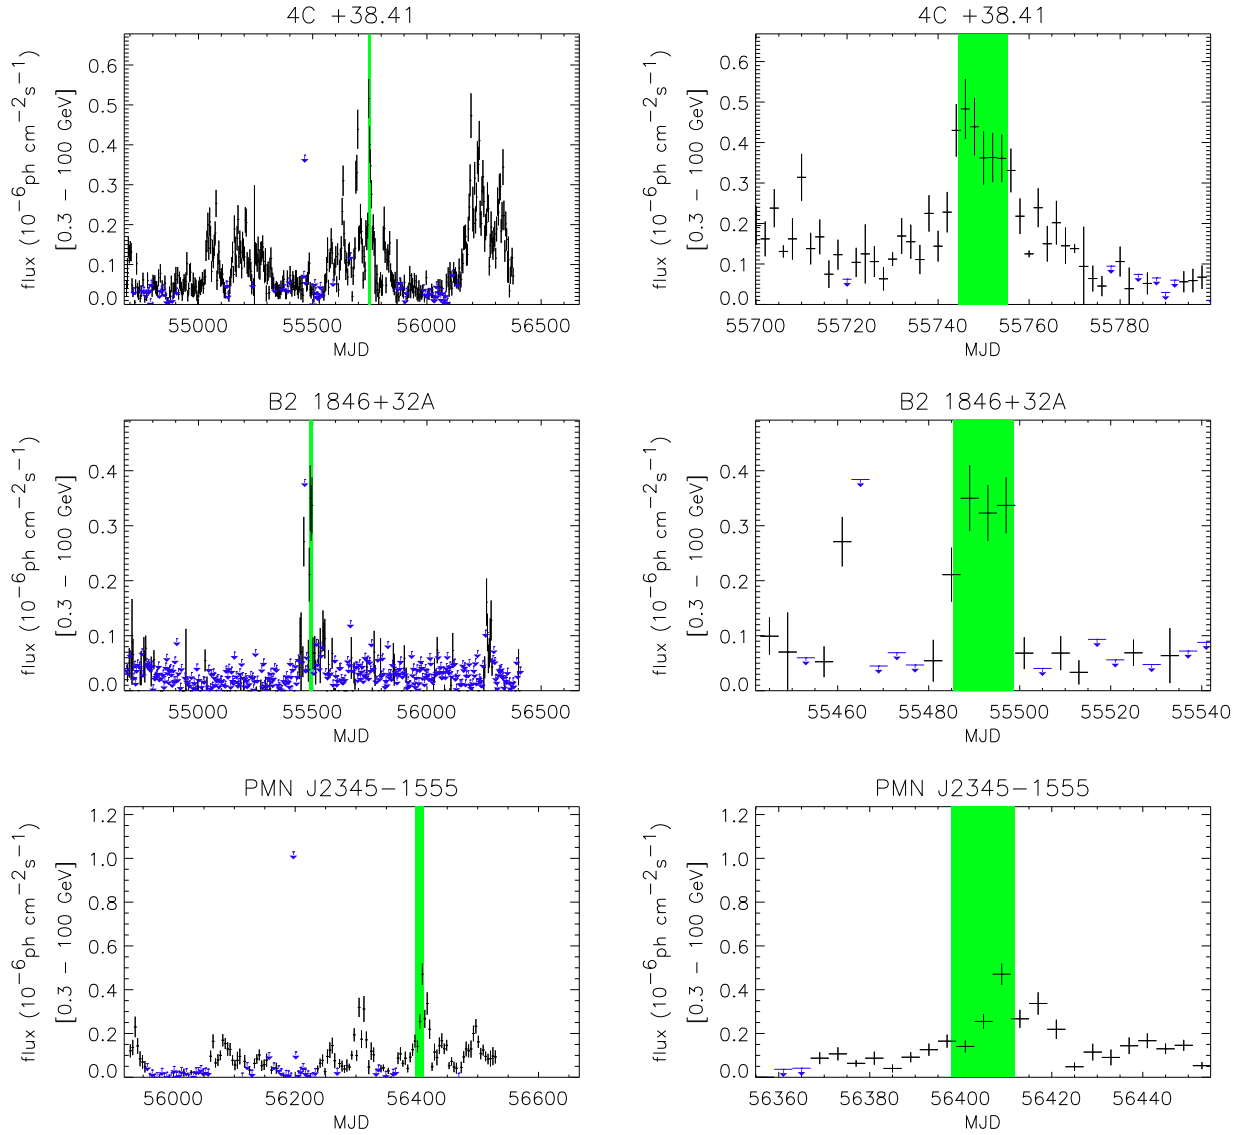 4C +38.41
flux (10−6ph cm−2s−1)
[0.3 − 100 GeV]
0.6
0.5
0.4
0.3
0.2
0.1
0.0
55000 55500 56000 56500
MJD
4C +38.41
flux (10−6ph cm−2s−1)
[0.3 − 100 GeV]
0.6
0.5
0.4
0.3
0.2
0.1
0.0
55700 55720 55740 55760 55780
MJD
B2 1846+32A
flux (10−6ph cm−2s−1)
[0.3 − 100 GeV]
0.4
0.3
0.2
0.1
0.0
55000 55500 56000 56500
MJD
B2 1846+32A
flux (10−6ph cm−2s−1)
[0.3 − 100 GeV]
0.4
0.3
0.2
0.1
0.0
55460 55480 55500 55520 55540
MJD
PMN J2345−1555
flux (10−6ph cm−2s−1)
[0.3 − 100 GeV]
1.2
1.0
0.8
0.6
0.4
0.2
0.0
56000 56200 56400 56600
MJD
PMN J2345−1555
flux (10−6ph cm−2s−1)
[0.3 − 100 GeV]
1.2
1.0
0.8
0.6
0.4
0.2
0.0
56360 56380 56400 56420 56440
MJD